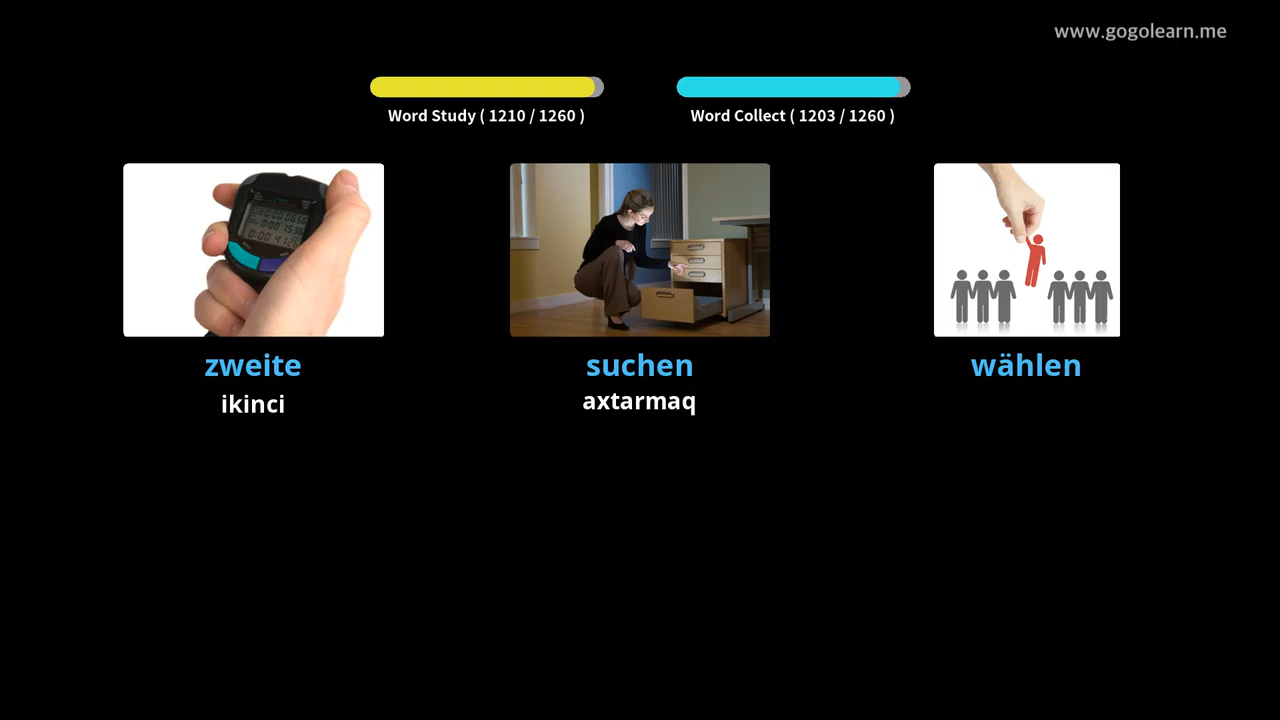 www.gogolearn.me
Word Study ( 1210 / 1260 )
Word Collect ( 1203 / 1260 )
zweite
suchen
wählen
ikinci
axtarmaq